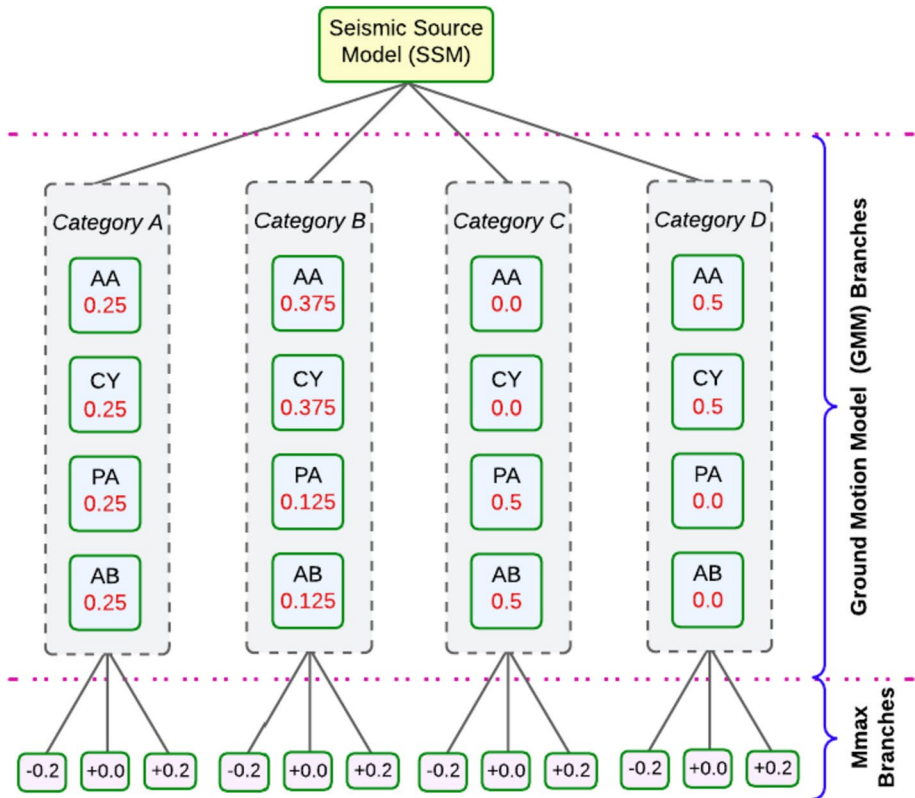 Seismic Source
Model (SSM)
Category A
AA
0.25
CY
0.25
PA
0.25
AB
0.25
Category B
AA
0.375
CY
0.375
PA
0.125
AB
0.125
Category C
AA
0.0
CY
0.0
PA
0.5
AB
0.5
Category D
AA
0.5
CY
0.5
PA
0.0
AB
0.0
Ground Motion Model (GMM) Branches
-0.2
+0.0
+0.2
-0.2
+0.0
+0.2
-0.2
+0.0
+0.2
-0.2
+0.0
+0.2
Mmax
Branches